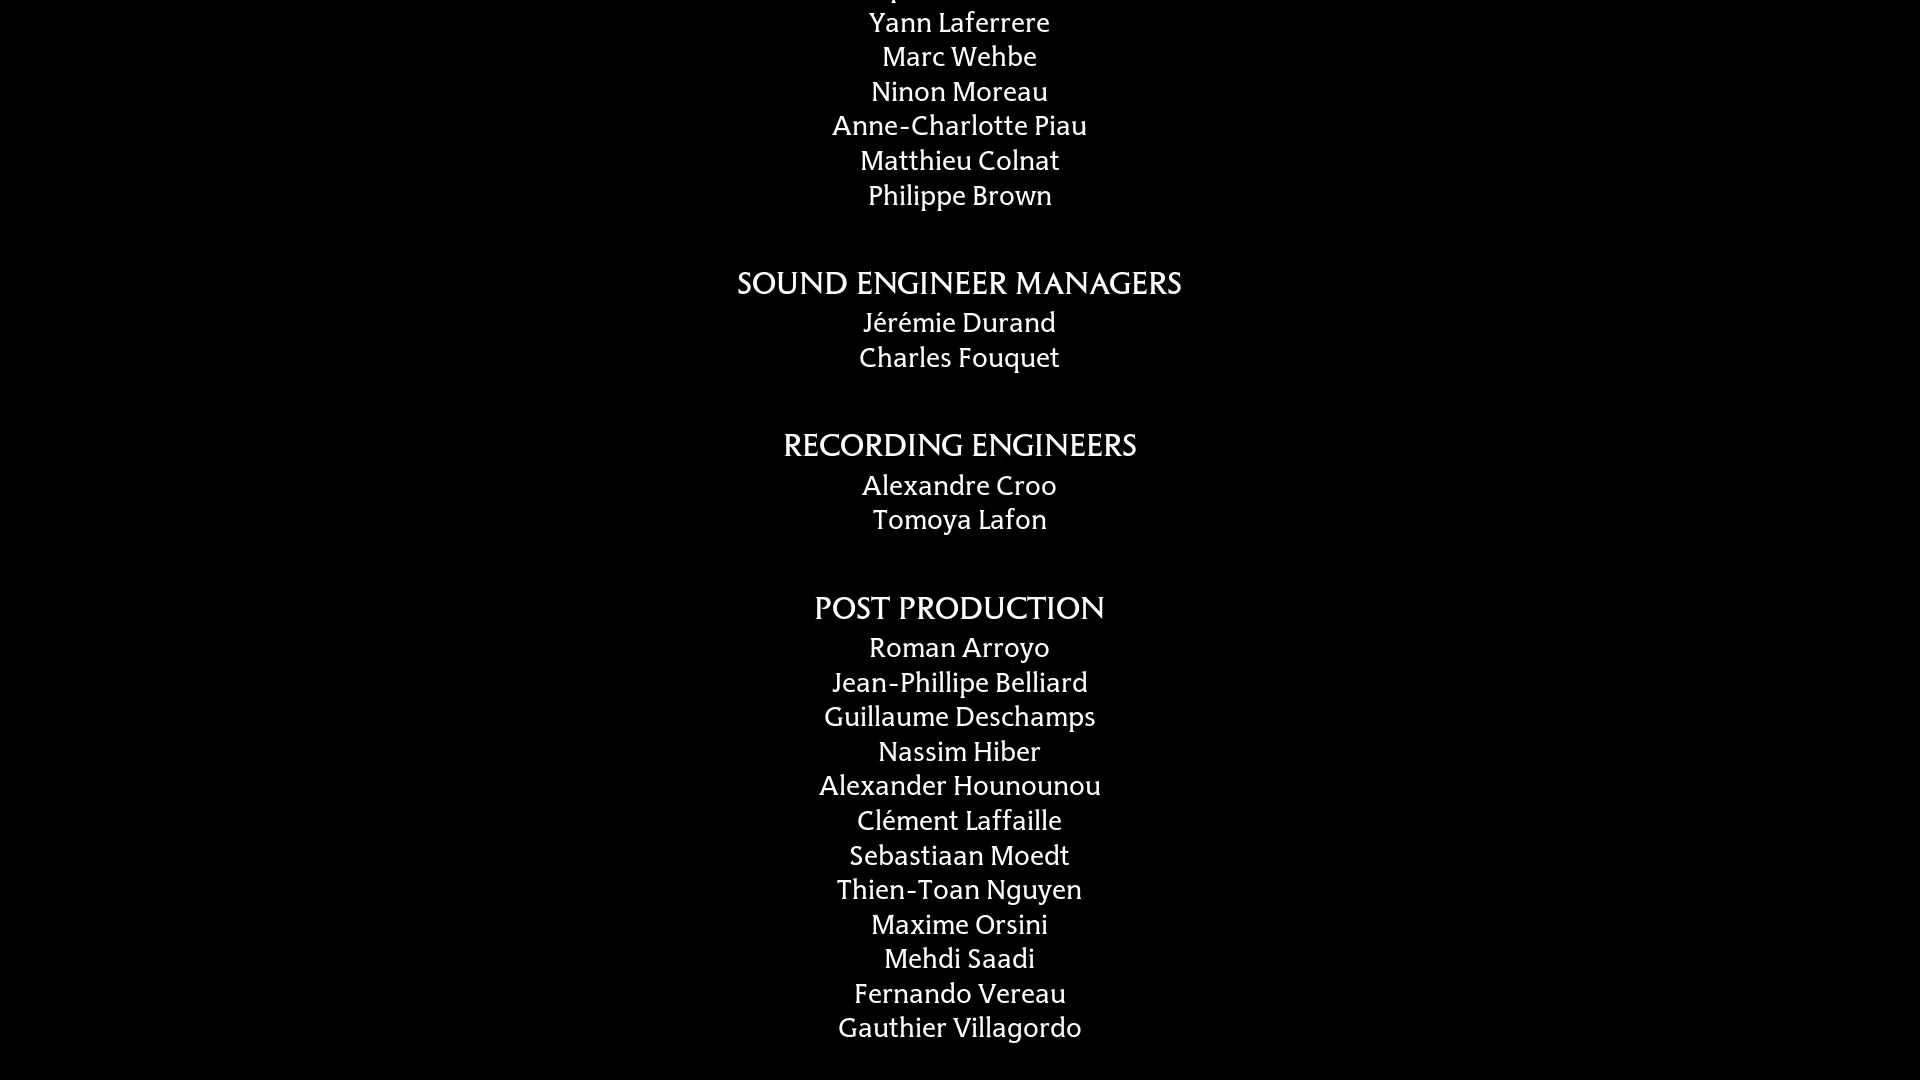 Yann Laferrere
Marc Wehbe
Ninon Moreau
Anne-Charlotte Piau
Matthieu Colnat
Philippe Brown
SOUND ENGINEER MANAGERS
Jérémie Durand
Charles Fouquet
RECORDING ENGINEERS
Alexandre Croo
Tomoya Lafon
POST PRODUCTION
Roman Arroyo
Jean-Phillipe Belliard
Guillaume Deschamps
Nassim Hiber
Alexander Hounounou
Clément Laffaille
Sebastiaan Moedt
Thien-Toan Nguyen
Maxime Orsini
Mehdi Saadi
Fernando Vereau
Gauthier Villagordo